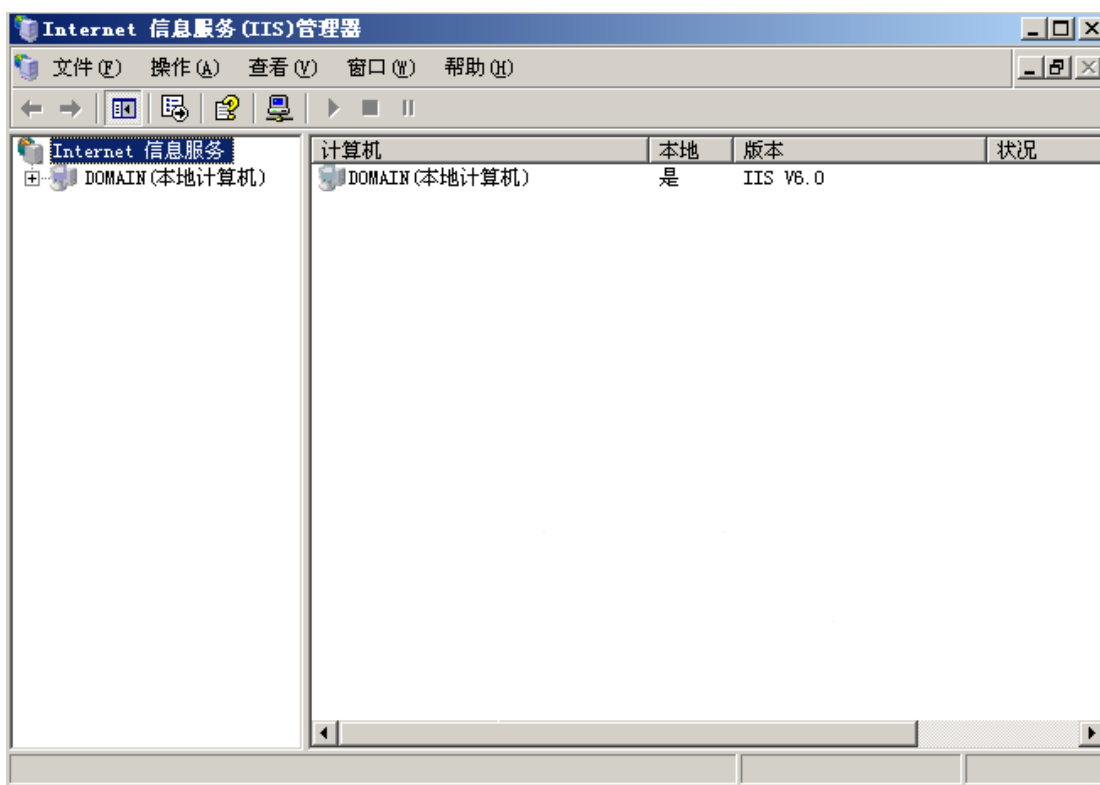 Internet 信息服务(IIS)管理器
文件(F) 操作(A) 查看(V) 窗口(W) 帮助(H)
Internet 信息服务
DOMAIN(本地计算机)
计算机 本地 版本 状况
DOMAIN(本地计算机) 是 IIS V6.0